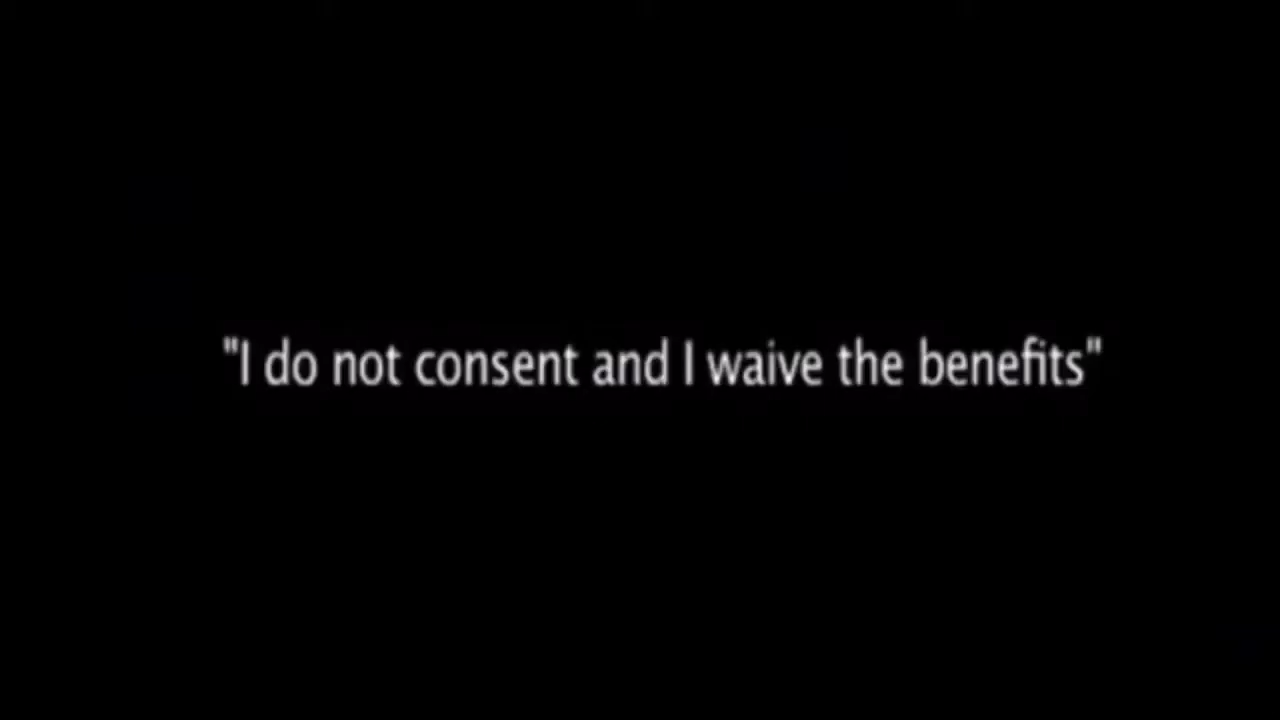 "I do not consent and I waive the benefits"